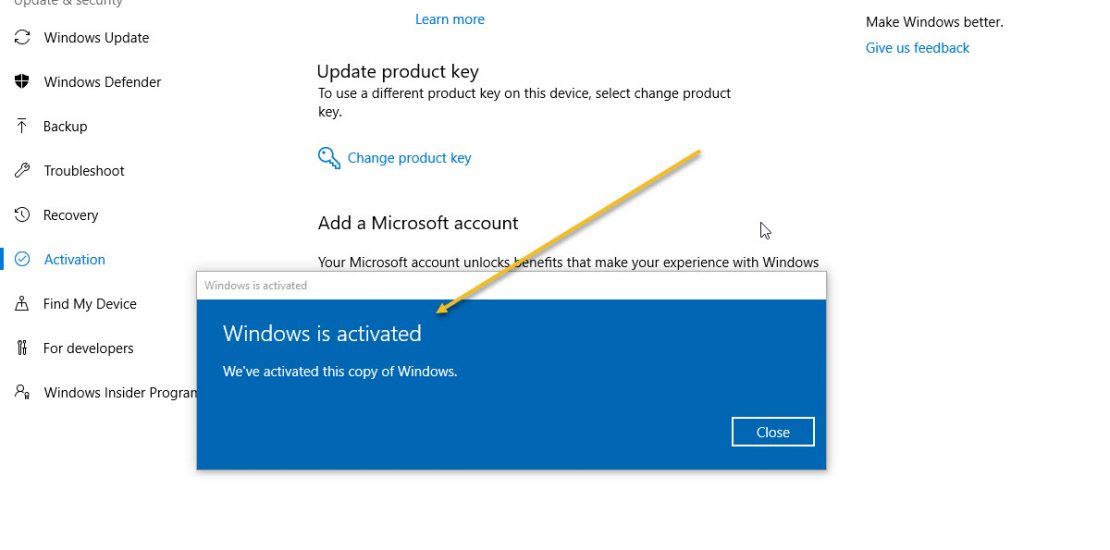 Update & security
Windows Update
Windows Defender
Backup
Troubleshoot
Recovery
Activation
Find My Device
For developers
Windows Insider Program
Learn more
Update product key
To use a different product key on this device, select change product
key.
Change product key
Add a Microsoft account
Your Microsoft account unlocks benefits that make your experience with Windows
Make Windows better.
Give us feedback
Windows is activated
Windows is activated
We've activated this copy of Windows.
Close